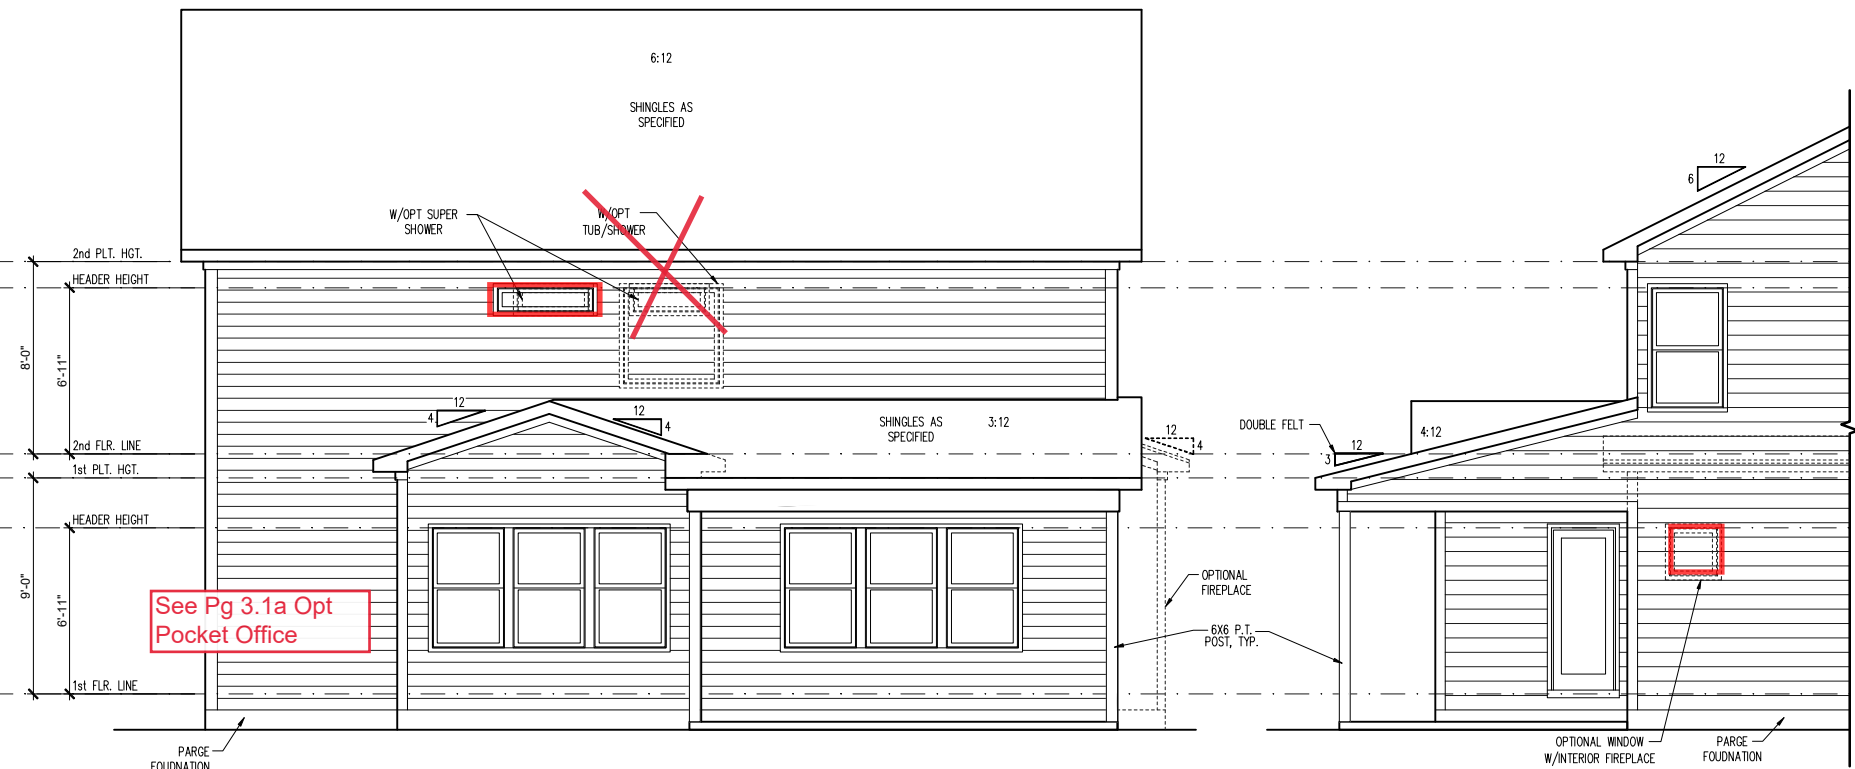 6:12
SHINGLES AS
SPECIFIED
W/OPT SUPER
SHOWER
W/OPT
TUB/SHOWER
12
6
2nd PLT. HGT.
HEADER HEIGHT
8'-0"
6'-11"
12
4
12
4
SHINGLES AS
SPECIFIED
3:12
12
4
DOUBLE FELT
12
3
4:12
2nd FLR. LINE
1st PLT. HGT.
HEADER HEIGHT
9'-0"
6'-11"
See Pg 3.1a Opt
Pocket Office
OPTIONAL
FIREPLACE
6X6 P.T.
POST, TYP.
1st FLR. LINE
PARGE
FOUDNATION
OPTIONAL WINDOW
W/INTERIOR FIREPLACE
PARGE
FOUDNATION